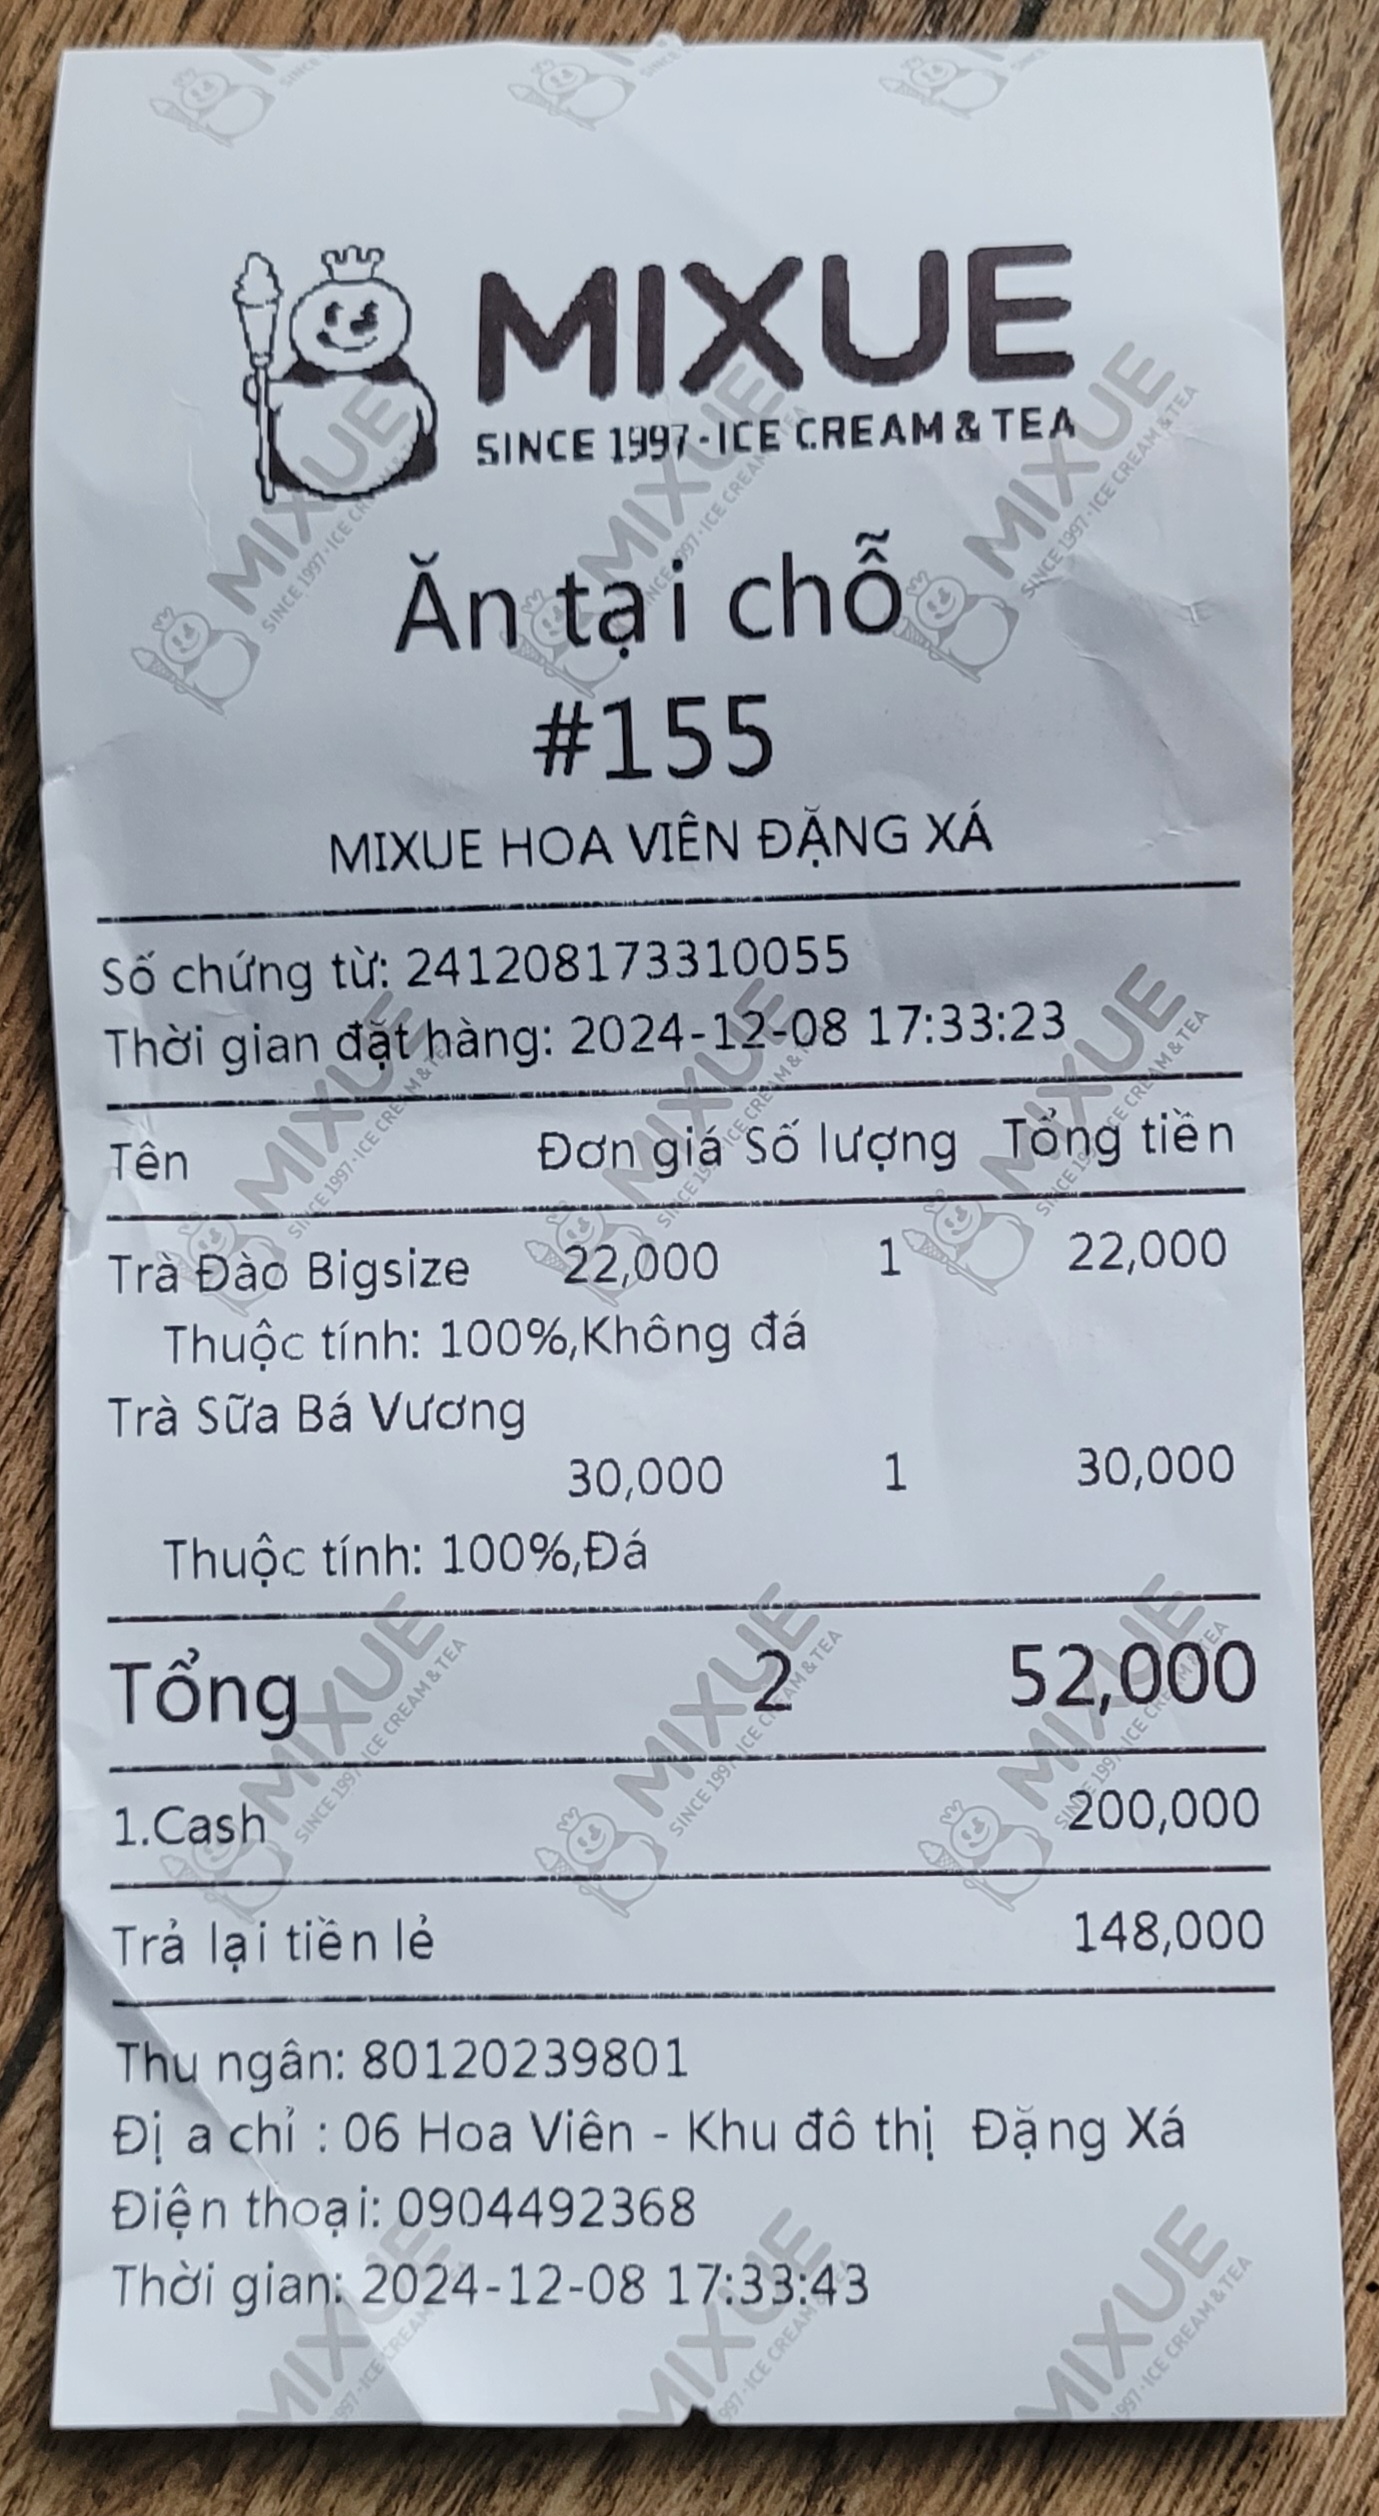 MIXUE
SINCE 1997·ICE CREAM & TEA
Ăn tại chỗ
#155
MIXUE HOA VIÊN ĐẶNG XÁ
Số chứng từ: 241208173310055
Thời gian đặt hàng: 2024-12-08 17:33:23
Tên Đơn giá Số lượng Tổng tiền
Trà Đào Bigsize 22,000 1 22,000
Thuộc tính: 100%,Không đá
Trà Sữa Bá Vương
30,000 1 30,000
Thuộc tính: 100%,Đá
Tổng 2 52,000
1.Cash 200,000
Trả lại tiền lẻ 148,000
Thu ngân: 80120239801
Địa chỉ : 06 Hoa Viên - Khu đô thị Đặng Xá
Điện thoại: 0904492368
Thời gian: 2024-12-08 17:33:43